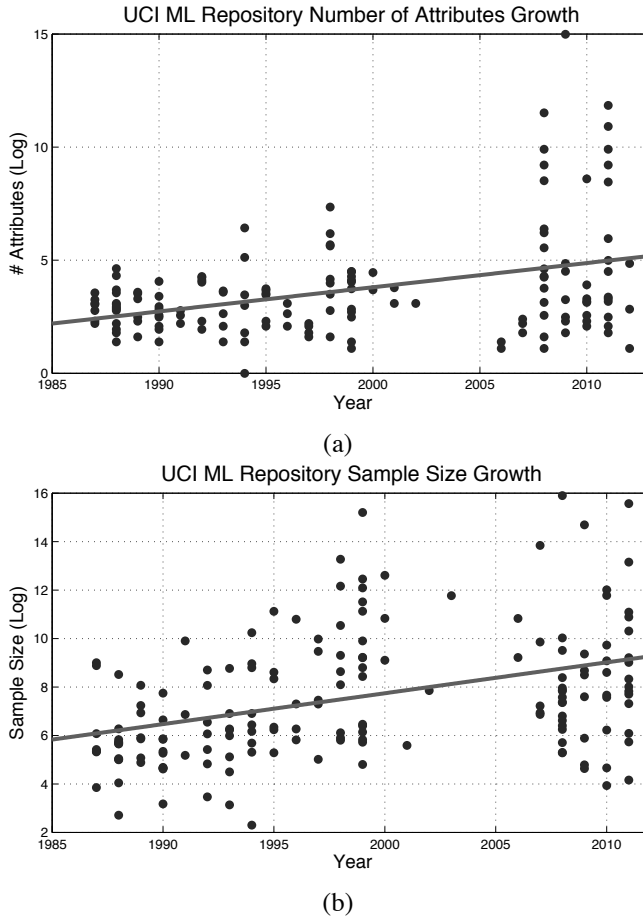 UCI ML Repository Number of Attributes Growth
15
10
5
0
# Attributes (Log)
1985 1990 1995 2000 2005 2010
Year
(a)
UCI ML Repository Sample Size Growth
16
14
12
10
8
6
4
2
Sample Size (Log)
1985 1990 1995 2000 2005 2010
Year
(b)